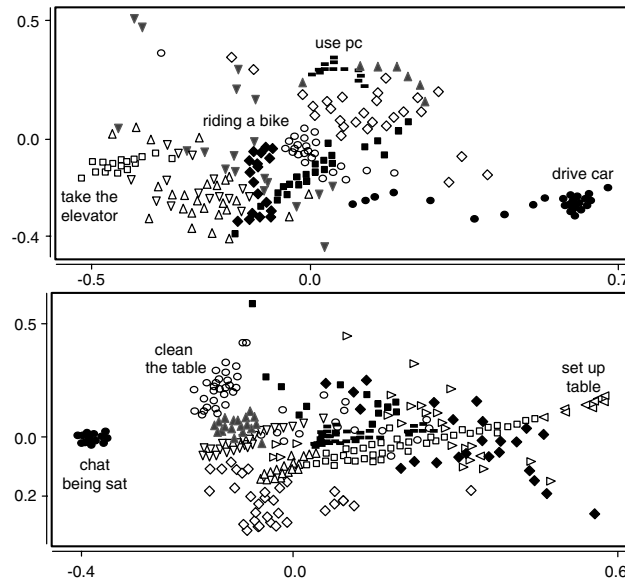 0.5
use pc
riding a bike
0.0
take the
elevator
drive car
-0.4
-0.5
0.0
0.7
0.5
clean
the table
set up
table
0.0
chat
being sat
0.2
-0.4
0.0
0.6